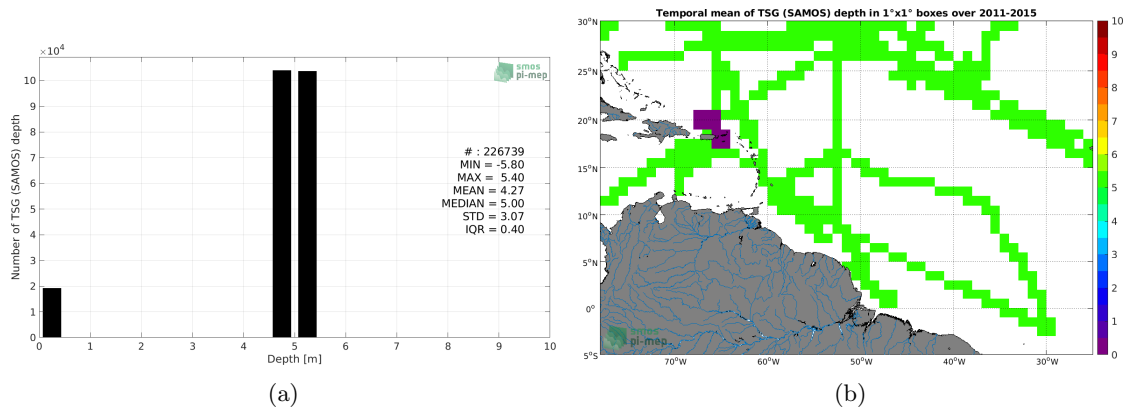 ×10⁴
10
9
8
7
6
5
4
3
2
1
0
Number of TSG (SAMOS) depth
smos
pi-mep
# : 226739
MIN = -5.80
MAX = 5.40
MEAN = 4.27
MEDIAN = 5.00
STD = 3.07
IQR = 0.40
0 1 2 3 4 5 6 7 8 9 10
Depth [m]
(a)
Temporal mean of TSG (SAMOS) depth in 1°x1° boxes over 2011-2015
30°N
25°N
20°N
15°N
10°N
5°N
0°
5°S
70°W 60°W 50°W 40°W 30°W
smos
pi-mep
10
9
8
7
6
5
4
3
2
1
0
(b)